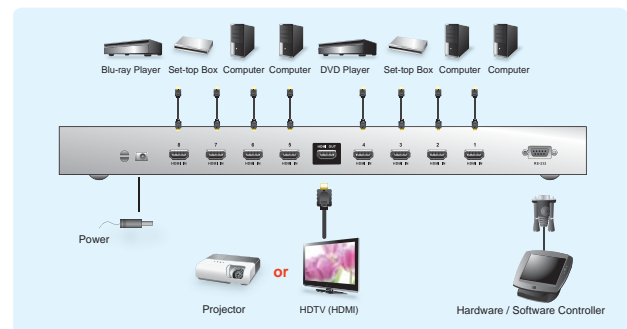 Blu-ray Player Set-top Box Computer Computer DVD Player Set-top Box Computer Computer
8 7 6 5 HDMI OUT 4 3 2 1
HDMI IN HDMI IN HDMI IN HDMI IN HDMI IN HDMI IN HDMI IN HDMI IN RS-232
Power
or
Projector HDTV (HDMI) Hardware / Software Controller